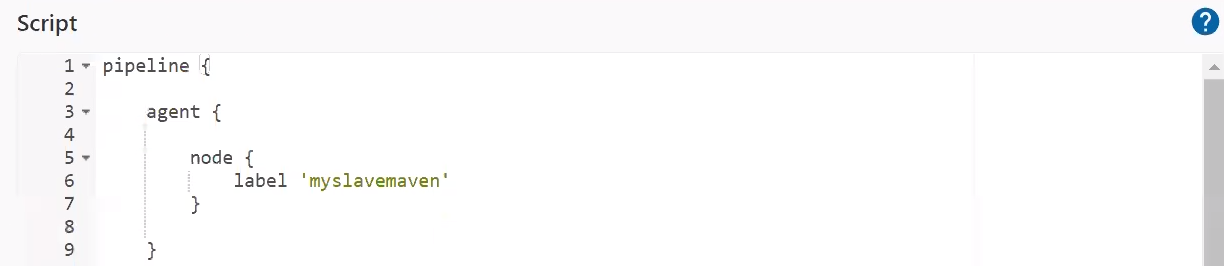 Script
?
1 pipeline {
2
3 agent {
4
5 node {
6 label 'myslavemaven'
7 }
8
9 }